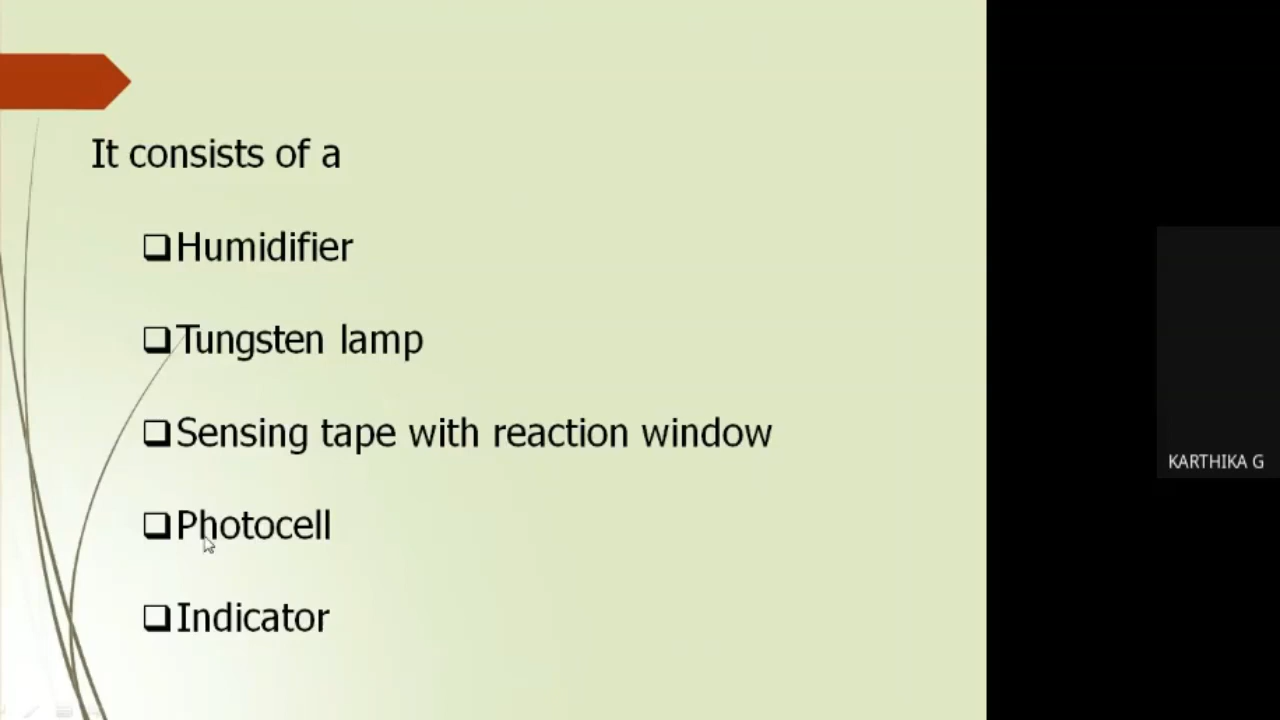 It consists of a
❑Humidifier
❑Tungsten lamp
❑Sensing tape with reaction window
❑Photocell
❑Indicator
KARTHIKA G